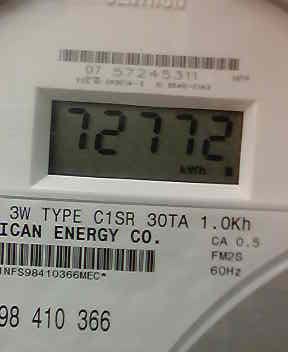 07 57245311
72772
kWh
3W TYPE C1SR 30TA 1.0Kh
ICAN ENERGY CO.
CA 0.5
FM2S
60Hz
INFS98410366MEC*
98 410 366